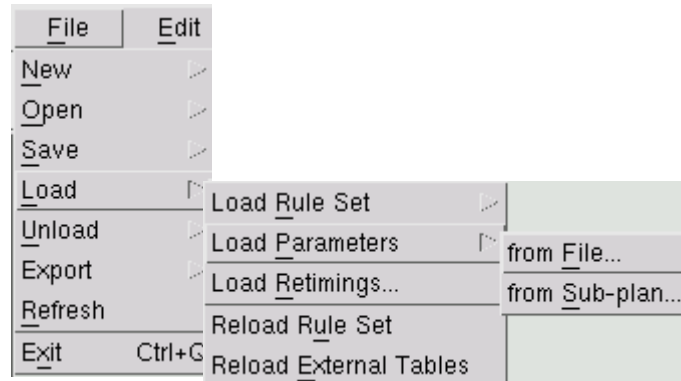 File Edit
New
Open
Save
Load
Unload
Export
Refresh
Exit Ctrl+Q
Load Rule Set
Load Parameters
Load Retimings...
Reload Rule Set
Reload External Tables
from File...
from Sub-plan...